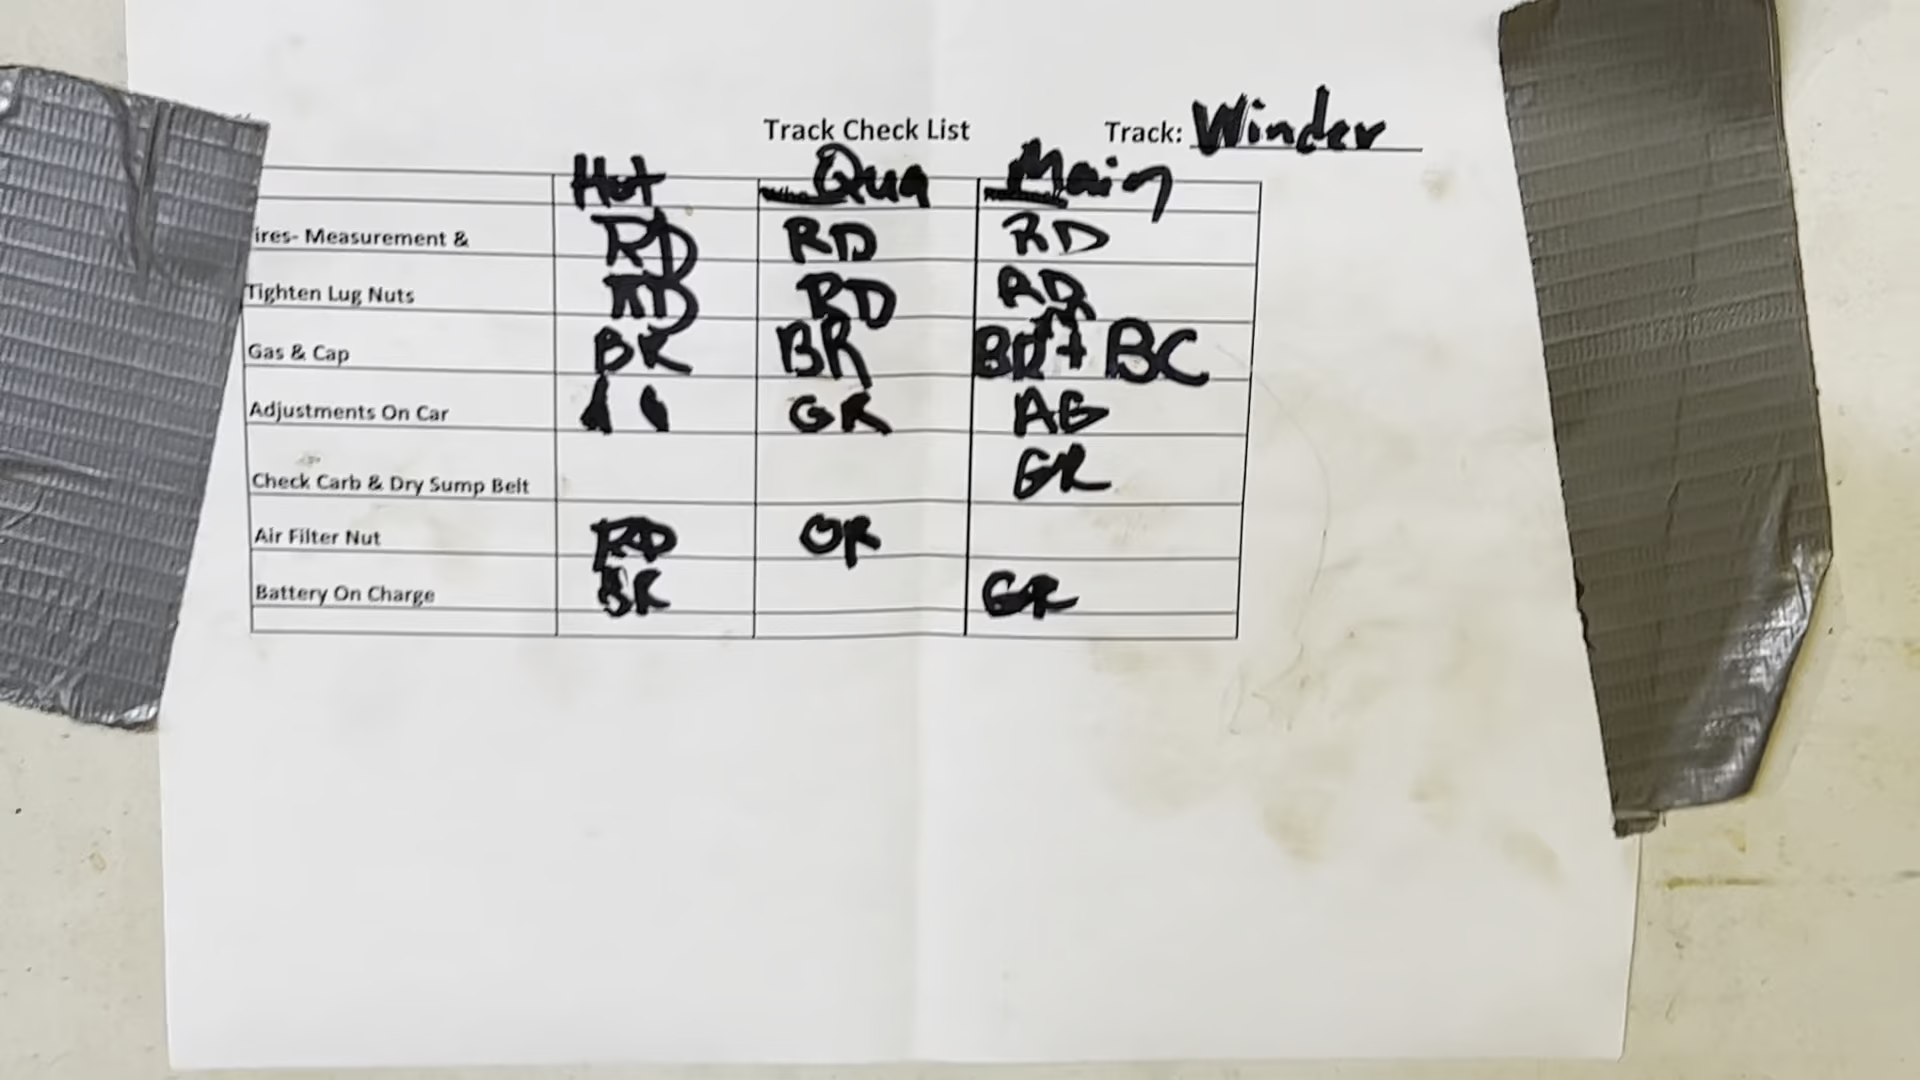 Track Check List Track: Winder
Hot Qua Main
ires- Measurement & RD RD RD
Tighten Lug Nuts RD RD RD
Gas & Cap BR BR BR + BC
Adjustments On Car GR AB
Check Carb & Dry Sump Belt GR
Air Filter Nut RD GR
Battery On Charge BR GR